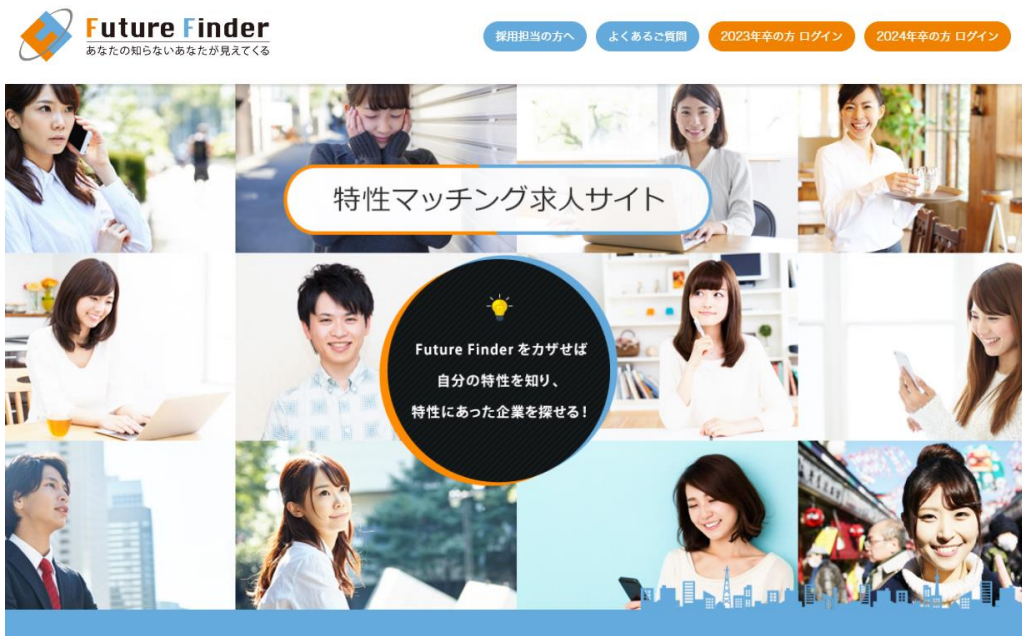 Future Finder
あなたの知らないあなたが見えてくる
採用担当の方へ
よくあるご質問
2023年卒の方 ログイン
2024年卒の方 ログイン
特性マッチング求人サイト
Future Finder をカザせば
自分の特性を知り、
特性にあった企業を探せる！